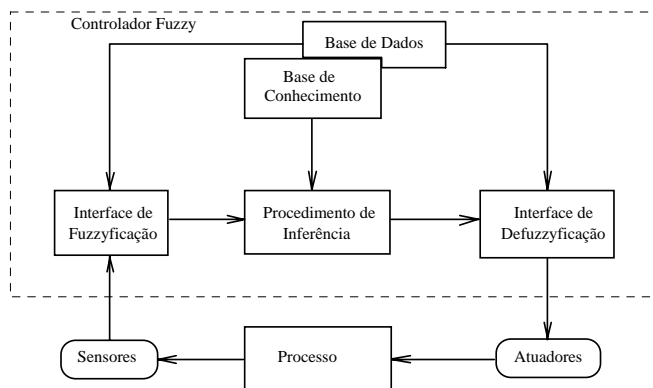 Controlador Fuzzy
Base de Dados
Base de
Conhecimento
Interface de
Fuzzyficação
Procedimento de
Inferência
Interface de
Defuzzyficação
Sensores
Processo
Atuadores